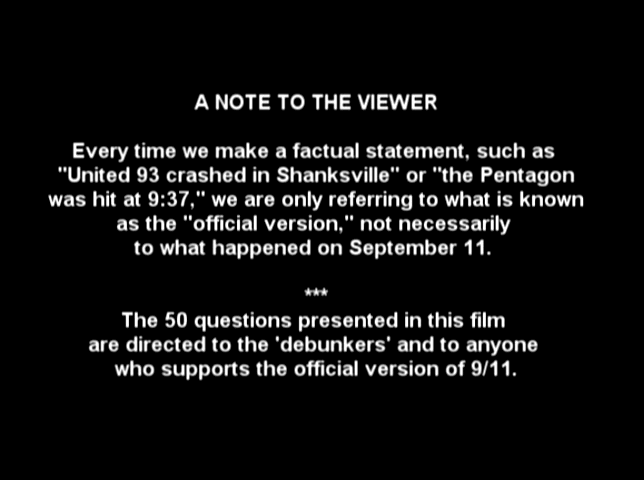 A NOTE TO THE VIEWER
Every time we make a factual statement, such as
"United 93 crashed in Shanksville" or "the Pentagon
was hit at 9:37," we are only referring to what is known
as the "official version," not necessarily
to what happened on September 11.
***
The 50 questions presented in this film
are directed to the 'debunkers' and to anyone
who supports the official version of 9/11.